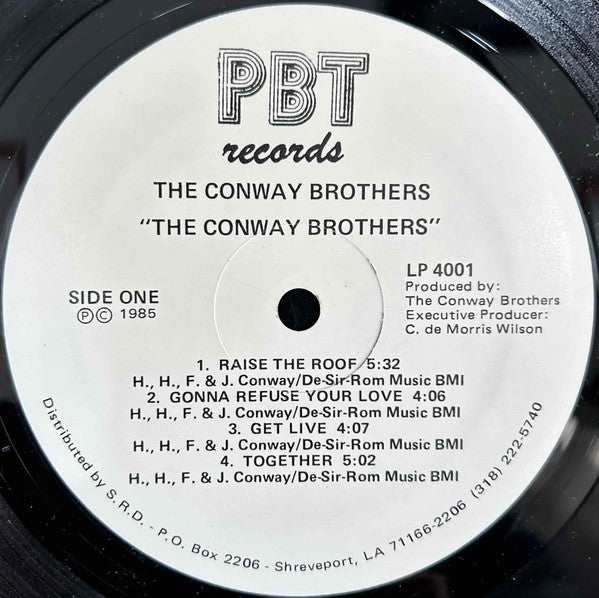 PBT
records
THE CONWAY BROTHERS
"THE CONWAY BROTHERS"
LP 4001
Produced by:
The Conway Brothers
Executive Producer:
C. de Morris Wilson
SIDE ONE
Ⓟ © 1985
1. RAISE THE ROOF 5:32
H., H., F. & J. Conway/De-Sir-Rom Music BMI
2. GONNA REFUSE YOUR LOVE 4:06
H., H., F. & J. Conway/De-Sir-Rom Music BMI
3. GET LIVE 4:07
H., H., F. & J. Conway/De-Sir-Rom Music BMI
4. TOGETHER 5:02
H., H., F. & J. Conway/De-Sir-Rom Music BMI
Distributed by S.R.D. - P.O. Box 2206 - Shreveport, LA 71166-2206 (318) 222-5740